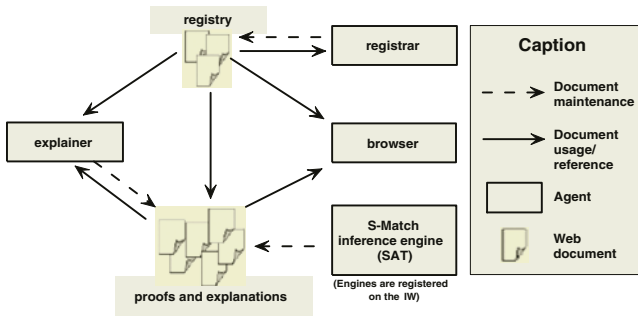 registry
registrar
explainer
browser
S-Match
inference engine
(SAT)
(Engines are registered
on the IW)
proofs and explanations
Caption
Document
maintenance
Document
usage/
reference
Agent
Web
document